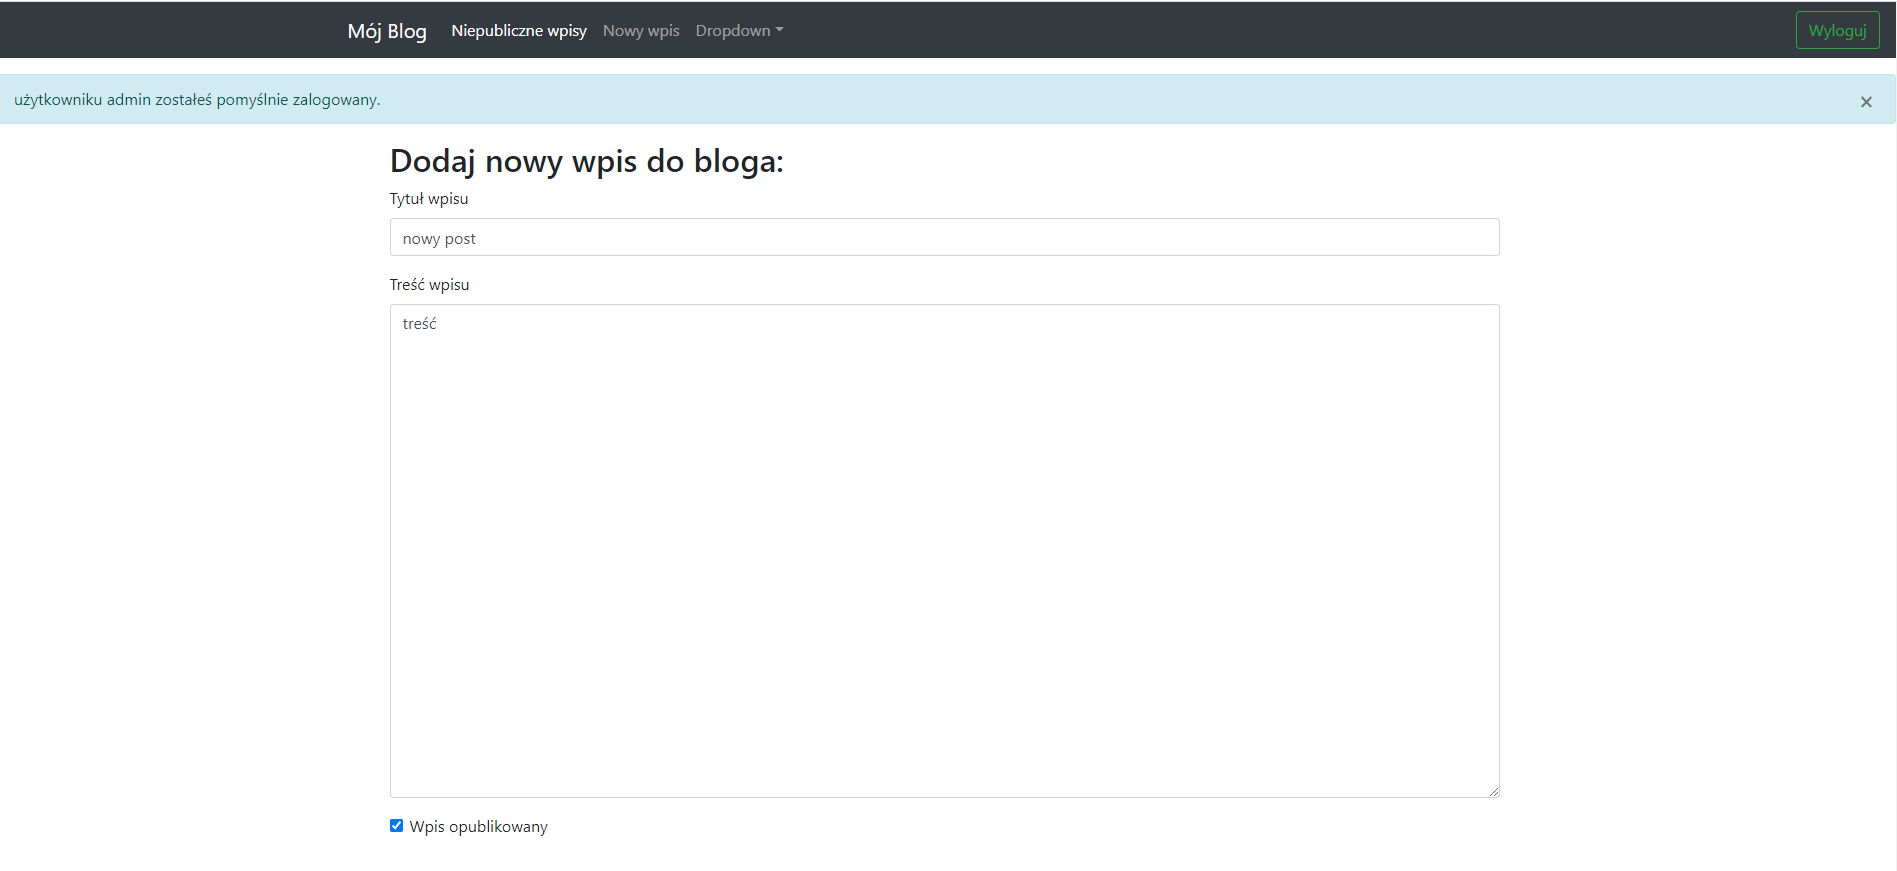 Mój Blog Niepubliczne wpisy Nowy wpis Dropdown Wyloguj
użytkowniku admin zostałeś pomyślnie zalogowany. ×
Dodaj nowy wpis do bloga:
Tytuł wpisu
nowy post
Treść wpisu
treść
Wpis opublikowany